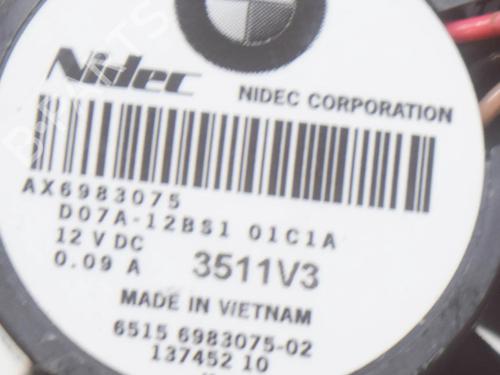 Nidec
NIDEC CORPORATION
AX6983075
D07A-12BS1 01C1A
12 V DC
0.09 A
3511V3
MADE IN VIETNAM
6515 6983075-02
137452 10